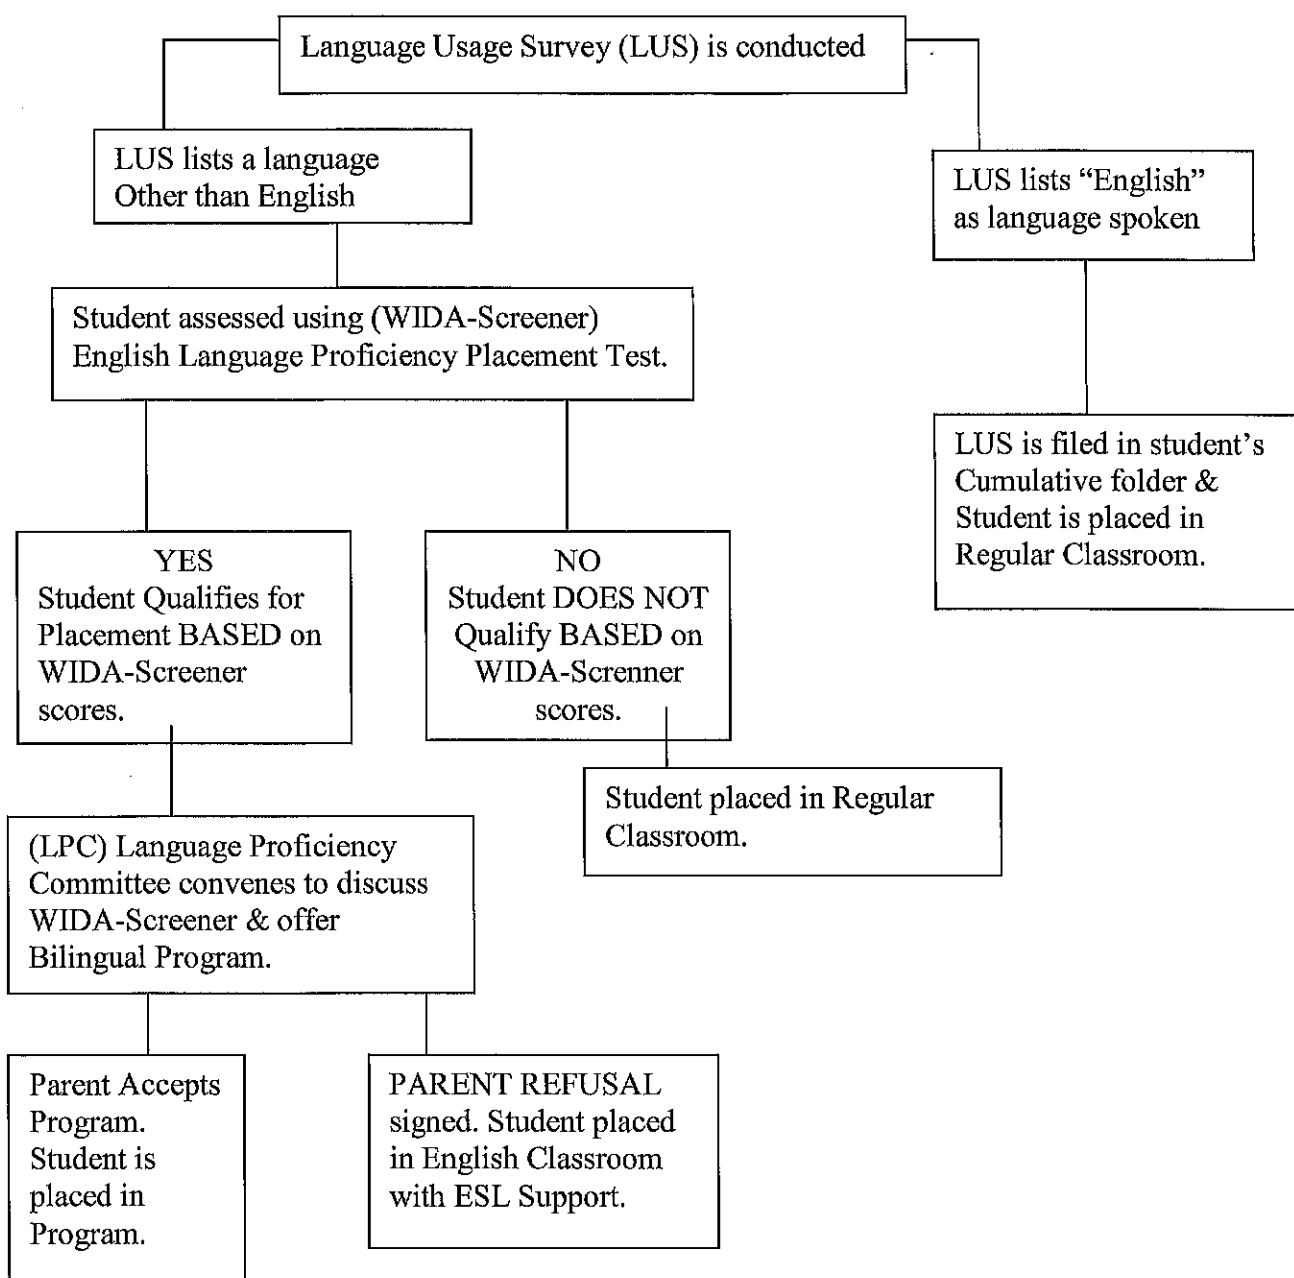 Language Usage Survey (LUS) is conducted
LUS lists a language
Other than English
LUS lists “English”
as language spoken
Student assessed using (WIDA-Screener)
English Language Proficiency Placement Test.
LUS is filed in student’s
Cumulative folder &
Student is placed in
Regular Classroom.
YES
Student Qualifies for
Placement BASED on
WIDA-Screener
scores.
NO
Student DOES NOT
Qualify BASED on
WIDA-Screnner
scores.
Student placed in Regular
Classroom.
(LPC) Language Proficiency
Committee convenes to discuss
WIDA-Screener & offer
Bilingual Program.
Parent Accepts
Program.
Student is
placed in
Program.
PARENT REFUSAL
signed. Student placed
in English Classroom
with ESL Support.